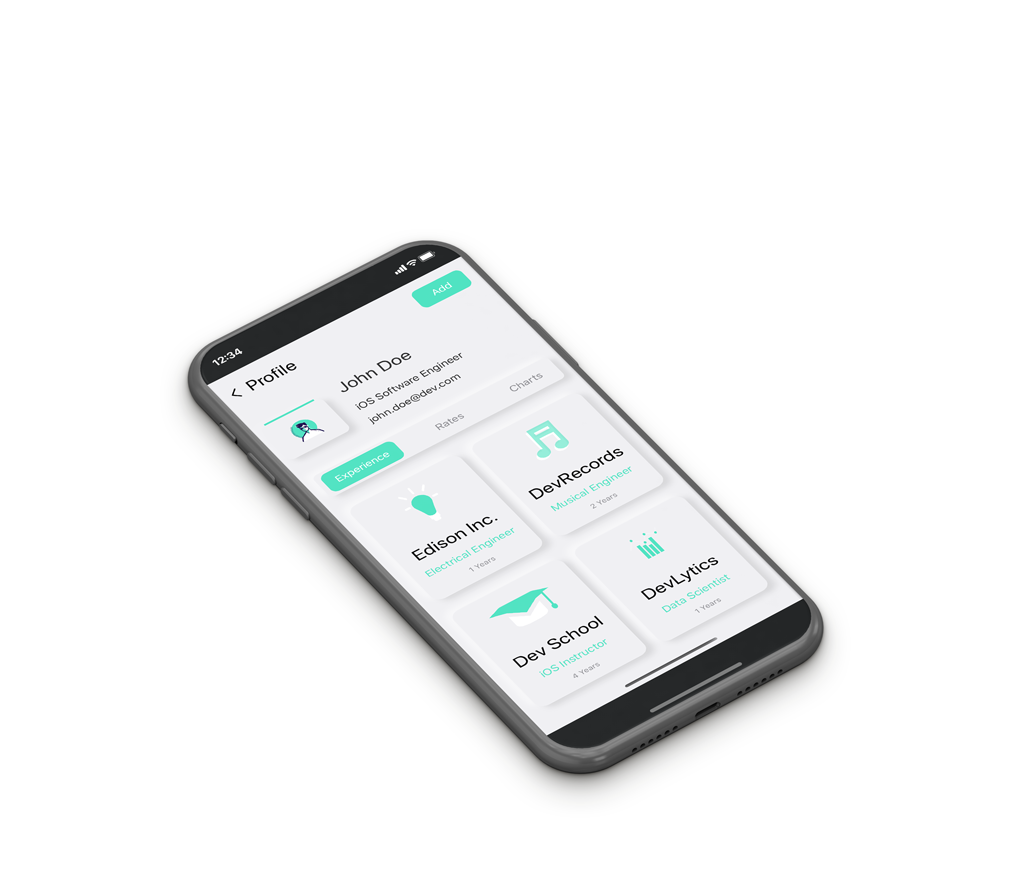 12:34
Add
Profile
John Doe
iOS Software Engineer
john.doe@dev.com
Experience
Rates
Charts
Edison Inc.
Electrical Engineer
1 Years
DevRecords
Musical Engineer
2 Years
Dev School
iOS Instructor
4 Years
DevLytics
Data Scientist
1 Years